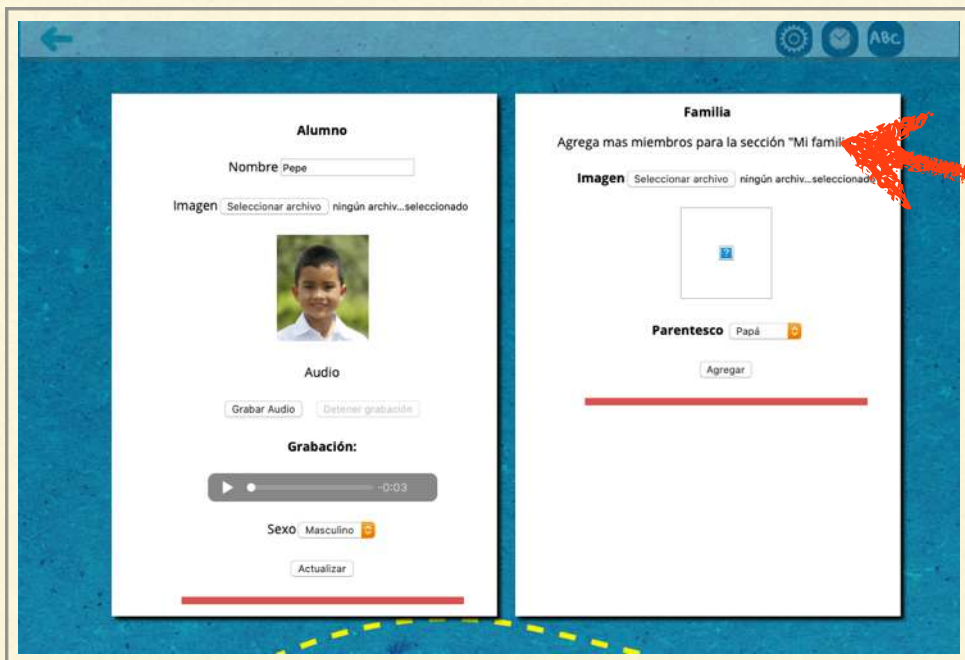 ABC
Alumno
Nombre Pepe
Imagen Seleccionar archivo ningún archiv...seleccionado
Audio
Grabar Audio Detener grabación
Grabación:
-0:03
Sexo Masculino
Actualizar
Familia
Agrega mas miembros para la sección "Mi famili
Imagen Seleccionar archivo ningún archiv...seleccionado
?
Parentesco Papá
Agregar